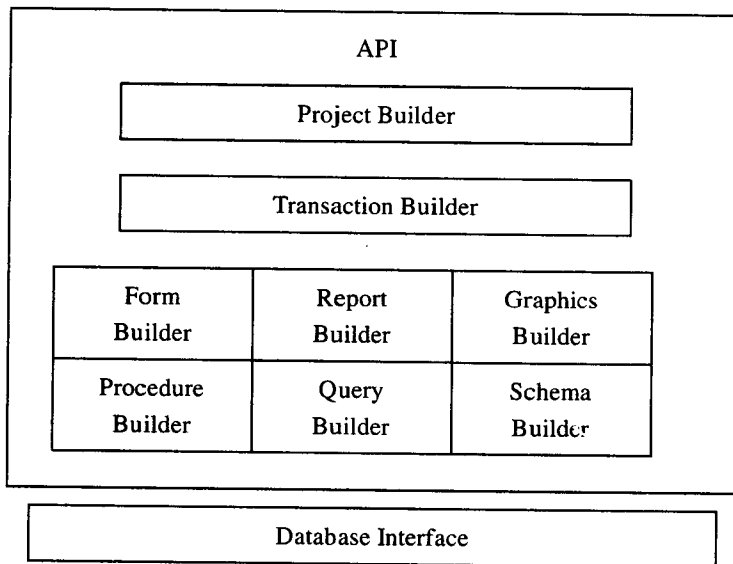 API
Project Builder
Transaction Builder
Form Builder
Report Builder
Graphics Builder
Procedure Builder
Query Builder
Schema Builder
Database Interface